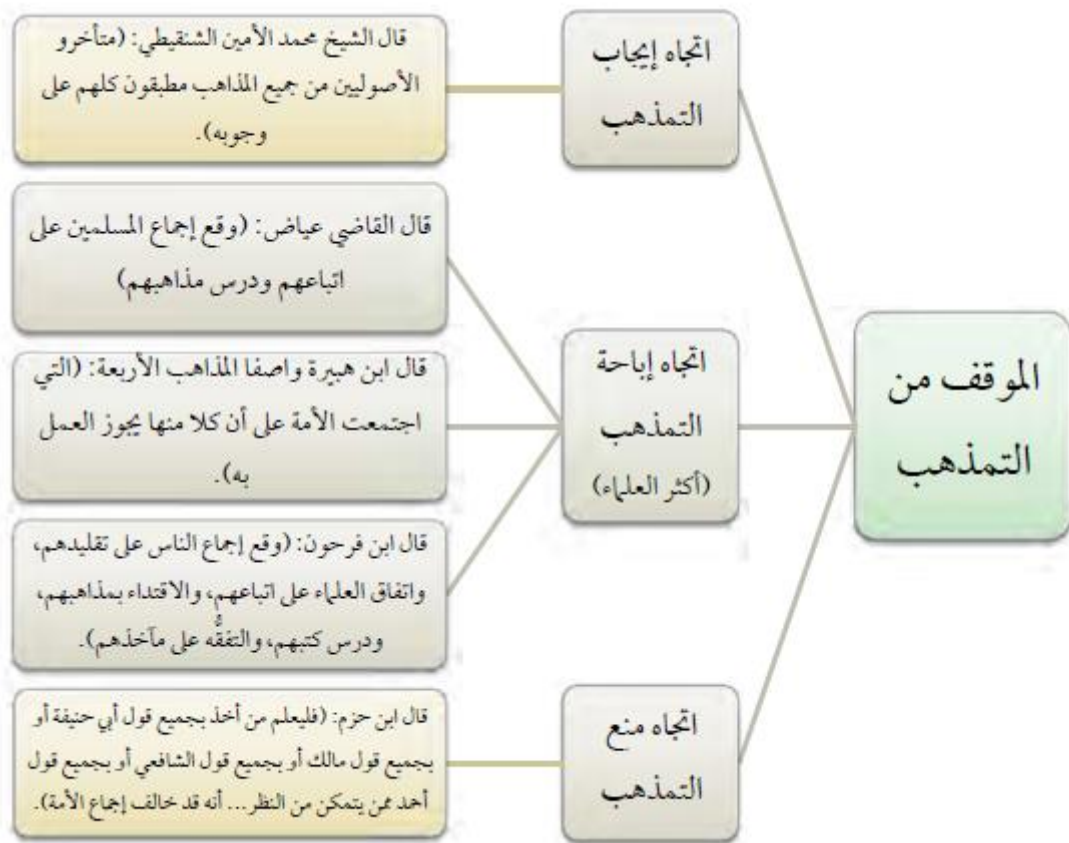 الموقف من
التمذهب
اتجاه إيجاب
التمذهب
قال الشيخ محمد الأمين الشنقيطي: (متأخرو
الأصوليين من جميع المذاهب مطبقون كلهم على
وجوبه).
اتجاه إباحة
التمذهب
(أكثر العلماء)
قال القاضي عياض: (وقع إجماع المسلمين على
اتباعهم ودرس مذاهبهم)
قال ابن هبيرة واصفا المذاهب الأربعة: (التي
اجتمعت الأمة على أن كلا منها يجوز العمل
به).
قال ابن فرحون: (وقع إجماع الناس على تقليدهم،
واتفاق العلماء على اتباعهم، والاقتداء بمذاهبهم،
ودرس كتبهم، والتفقُّه على مآخذهم).
اتجاه منع
التمذهب
قال ابن حزم: (فليعلم من أخذ بجميع قول أبي حنيفة أو
بجميع قول مالك أو بجميع قول الشافعي أو بجميع قول
أحمد ممن يتمكن من النظر... أنه قد خالف إجماع الأمة).